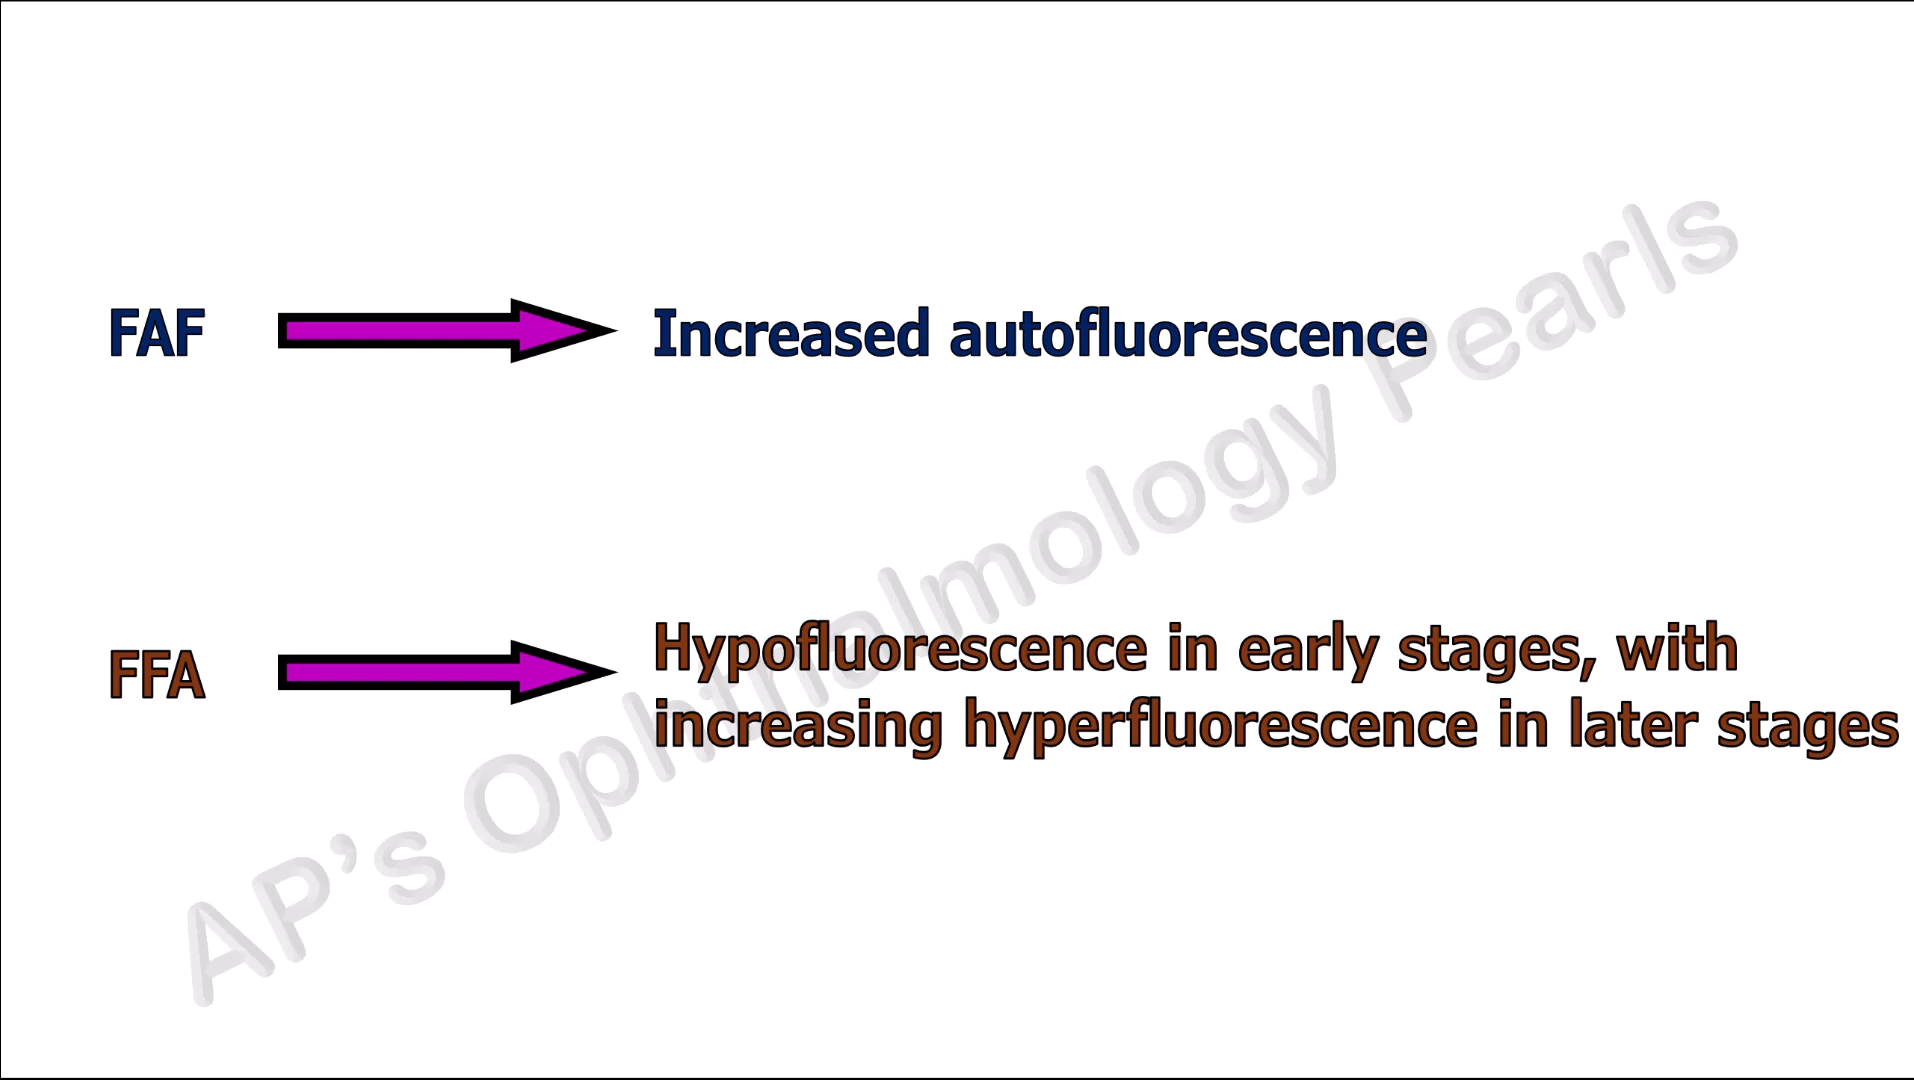 FAF
Increased autofluorescence
FFA
Hypofluorescence in early stages, with
increasing hyperfluorescence in later stages
AP's Ophthalmology Pearls